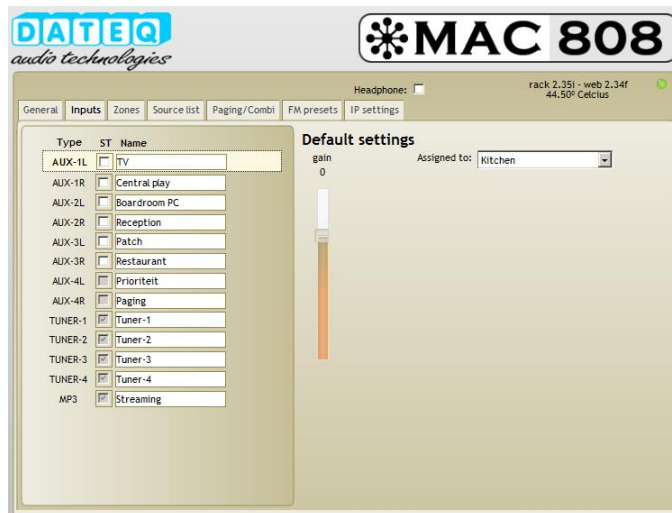 DATEQ
audio technologies
MAC 808
Headphone:
rack 2.35i - web 2.34f
44.50º Celcius
General Inputs Zones Source list Paging/Combi FM presets IP settings
Type ST Name
AUX-1L TV
AUX-1R Central play
AUX-2L Boardroom PC
AUX-2R Reception
AUX-3L Patch
AUX-3R Restaurant
AUX-4L Prioriteit
AUX-4R Paging
TUNER-1 Tuner-1
TUNER-2 Tuner-2
TUNER-3 Tuner-3
TUNER-4 Tuner-4
MP3 Streaming
Default settings
gain
0
Assigned to: Kitchen